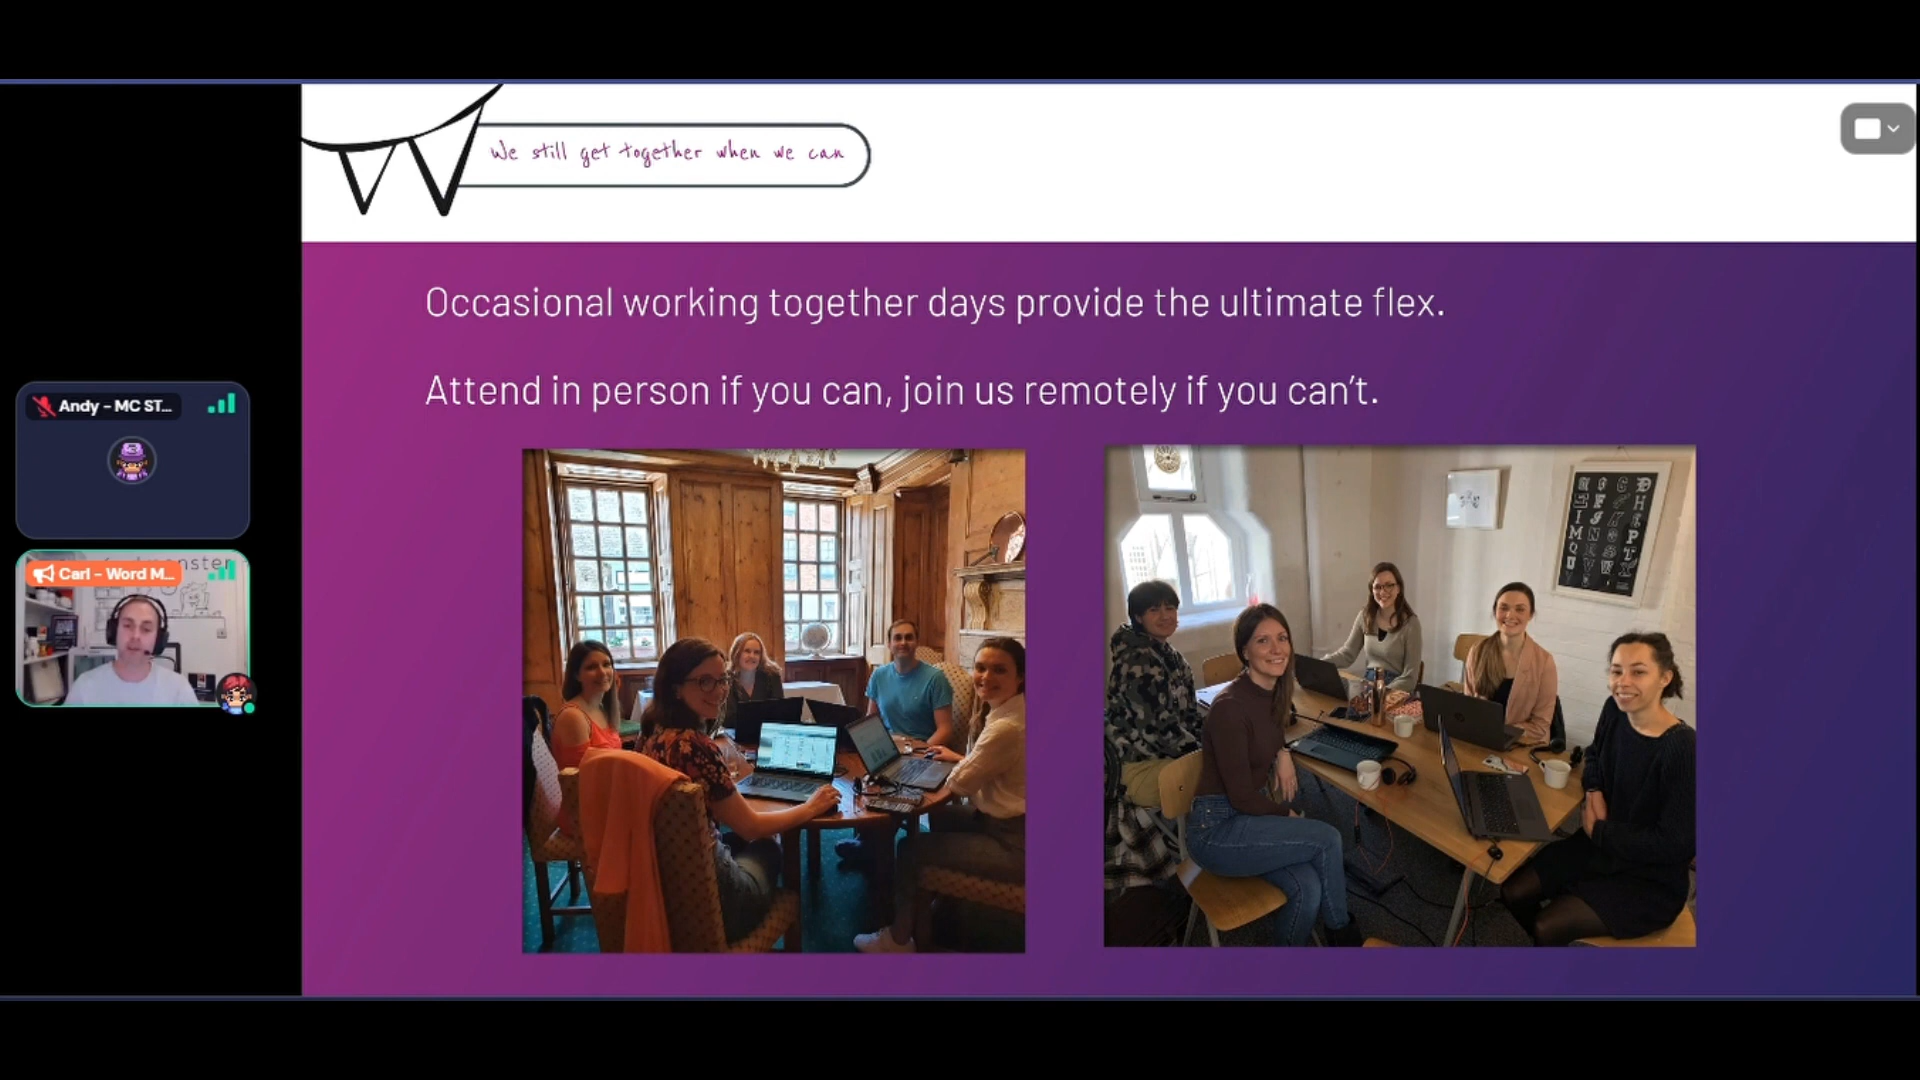 We still get together when we can
Occasional working together days provide the ultimate flex.
Attend in person if you can, join us remotely if you can't.
Andy - MC ST...
Carl - Word M...
nster